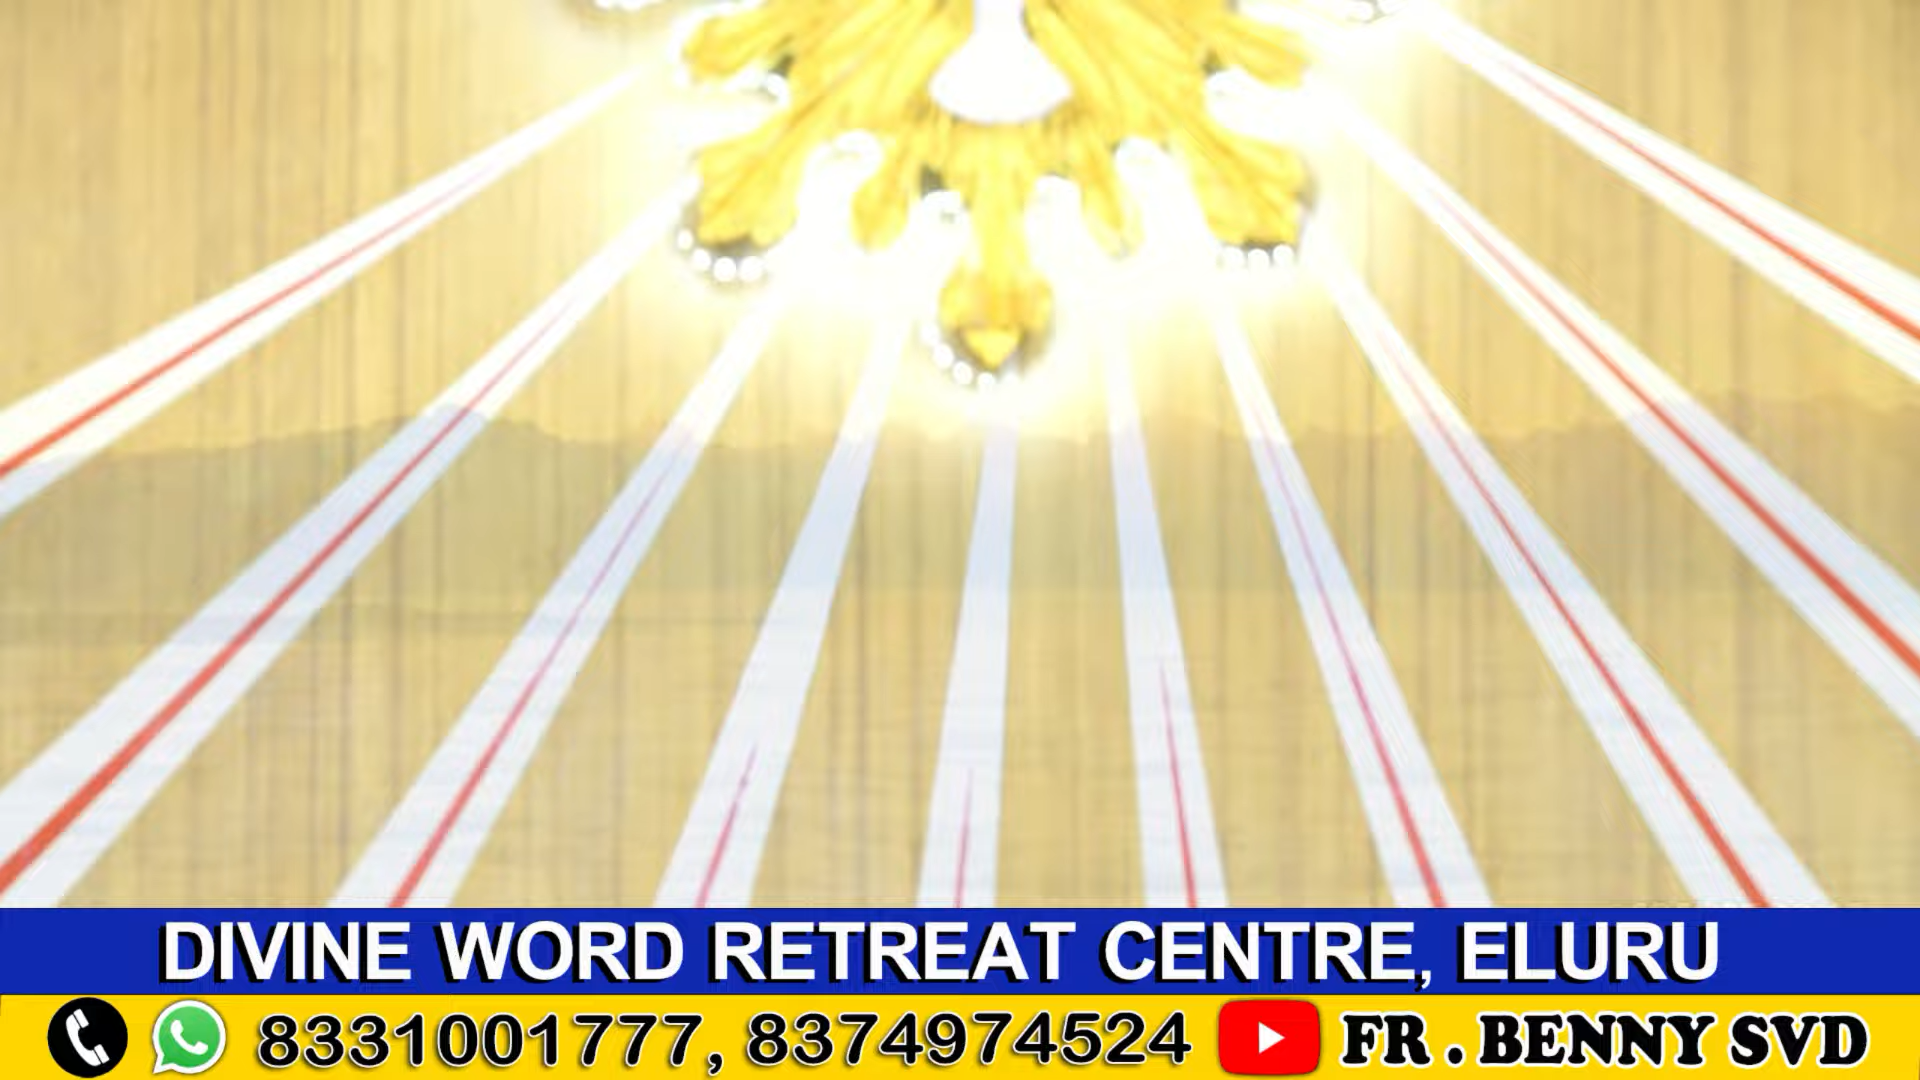 DIVINE WORD RETREAT CENTRE, ELURU
8331001777, 8374974524 FR . BENNY SVD